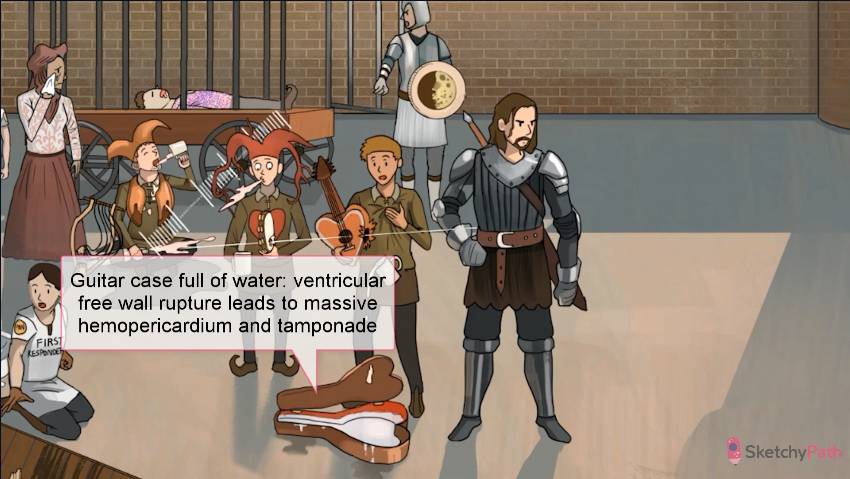 Guitar case full of water: ventricular
free wall rupture leads to massive
hemopericardium and tamponade
FIRST
RESPONDER
SketchyPath